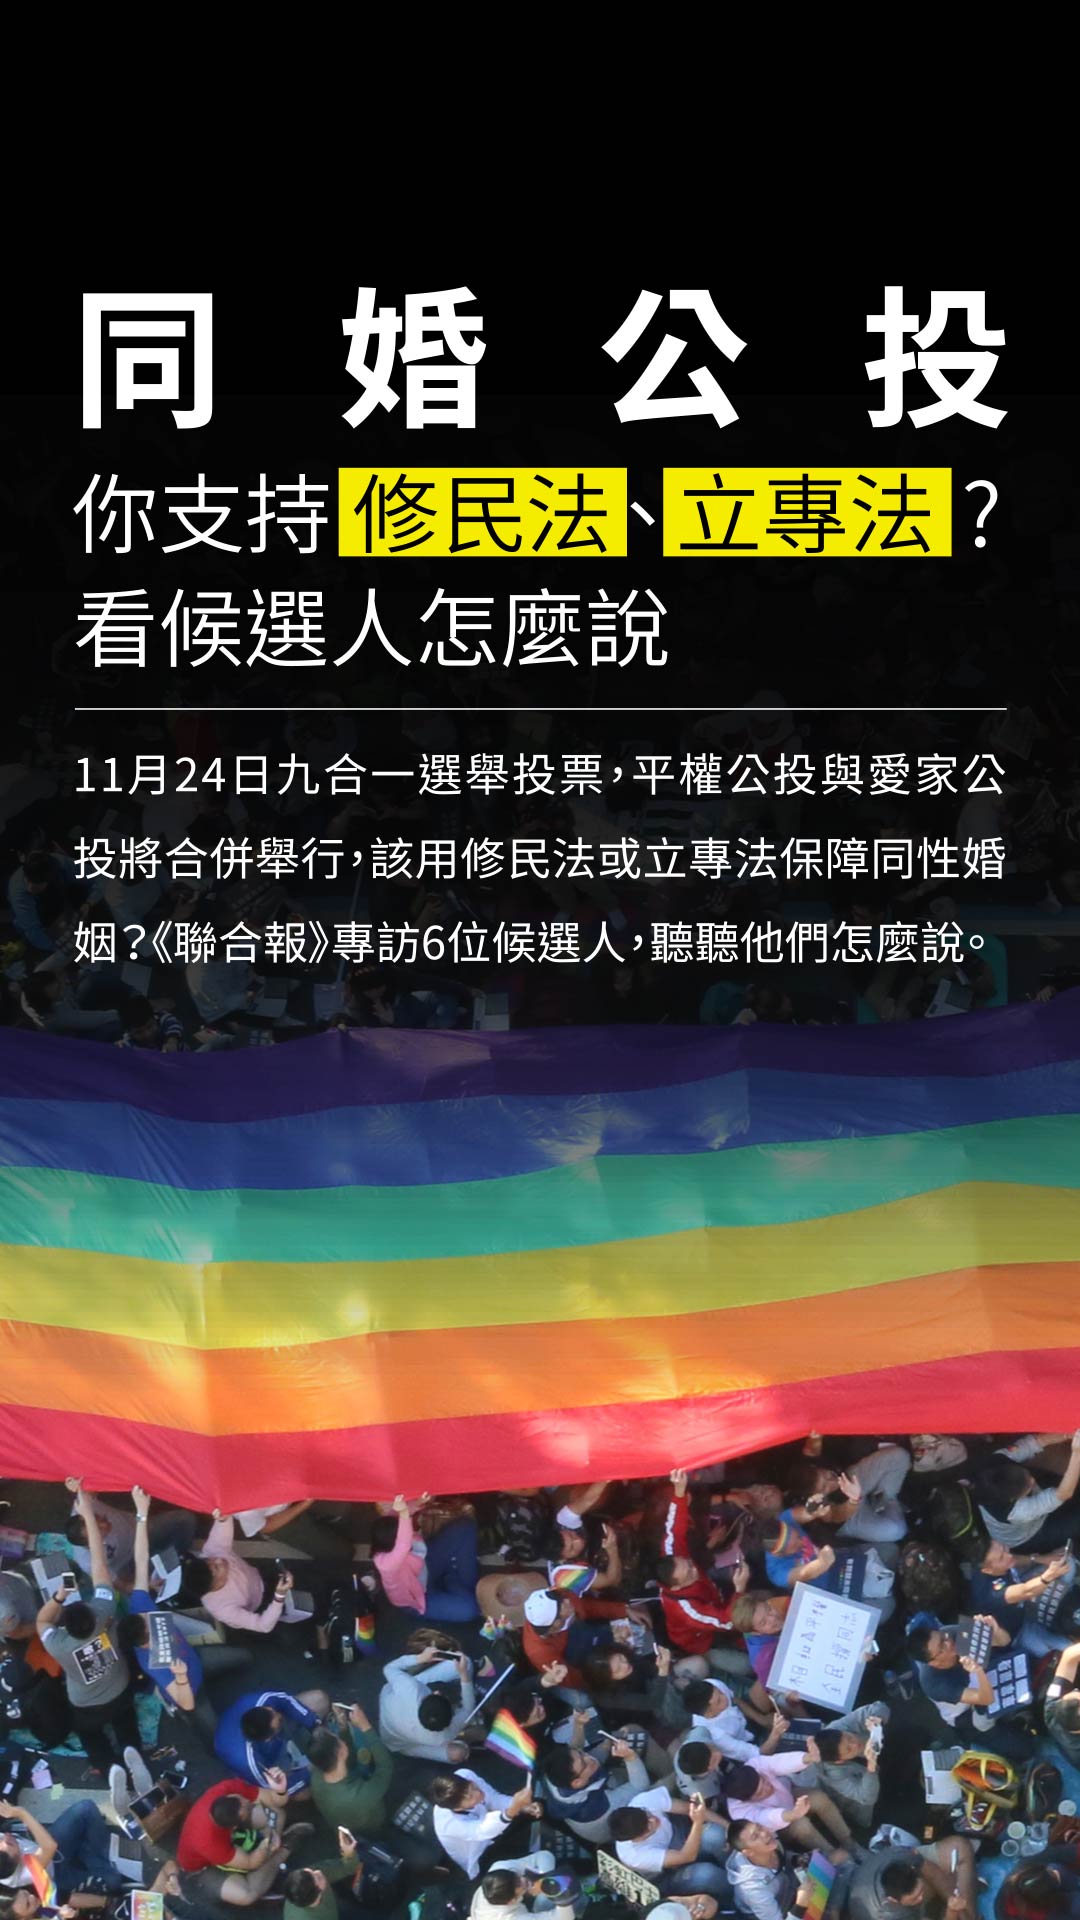 同婚公投
你支持修民法、立專法?
看候選人怎麼說
11月24日九合一選舉投票,平權公投與愛家公
投將合併舉行,該用修民法或立專法保障同性婚
姻?《聯合報》專訪6位候選人,聽聽他們怎麼說。